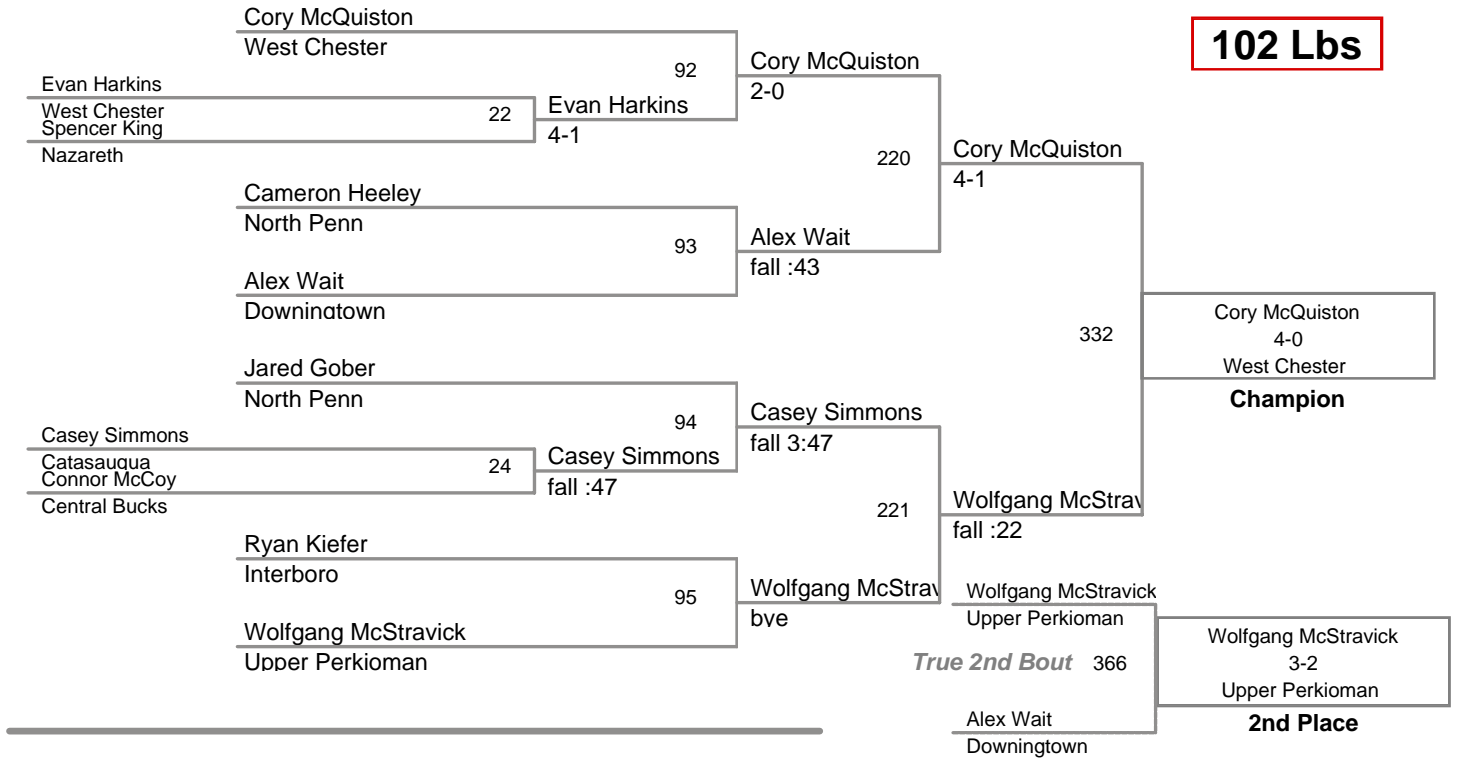 Cory McQuiston
West Chester
102 Lbs
92
Cory McQuiston
2-0
Evan Harkins
West Chester
22
Evan Harkins
4-1
Spencer King
Nazareth
220
Cory McQuiston
4-1
Cameron Heeley
North Penn
93
Alex Wait
fall :43
Alex Wait
Downingtown
332
Cory McQuiston
4-0
West Chester
Champion
Jared Gober
North Penn
94
Casey Simmons
fall 3:47
Casey Simmons
Catasauqua
24
Casey Simmons
fall :47
Connor McCoy
Central Bucks
221
Wolfgang McStrav
fall :22
Ryan Kiefer
Interboro
95
Wolfgang McStrav
bye
Wolfgang McStravick
Upper Perkioman
Wolfgang McStravick
Upper Perkioman
True 2nd Bout 366
Wolfgang McStravick
3-2
Upper Perkioman
2nd Place
Alex Wait
Downingtown